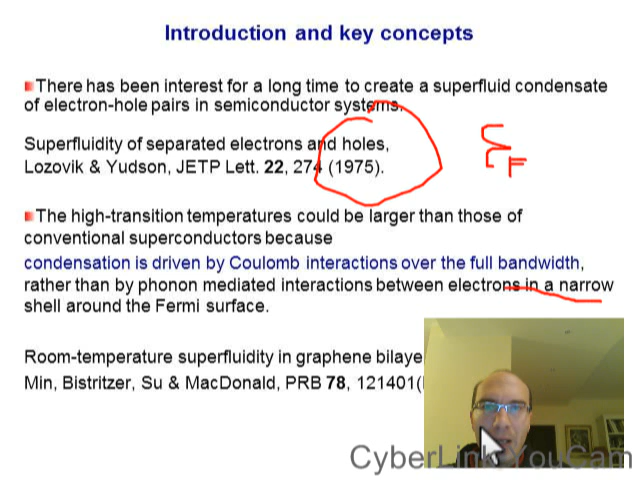 Introduction and key concepts
There has been interest for a long time to create a superfluid condensate
of electron-hole pairs in semiconductor systems.
Superfluidity of separated electrons and holes,
Lozovik & Yudson, JETP Lett. 22, 274 (1975).
The high-transition temperatures could be larger than those of
conventional superconductors because
condensation is driven by Coulomb interactions over the full bandwidth,
rather than by phonon mediated interactions between electrons in a narrow
shell around the Fermi surface.
Room-temperature superfluidity in graphene
Min, Bistritzer, Su & MacDonald, PRB 78, 121401(
CyberLink YouCam